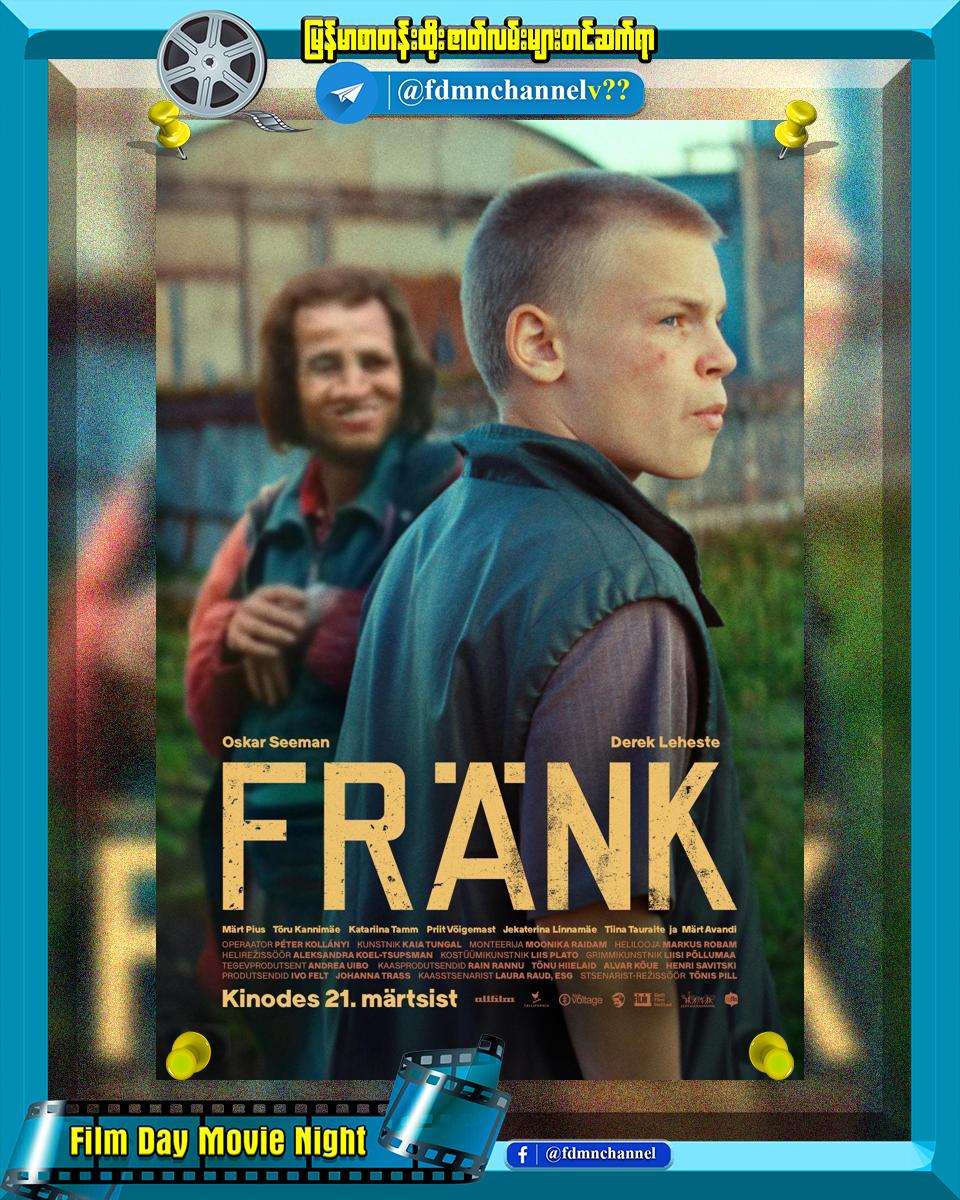 မြန်မာစာတန်းထိုးဇာတ်လမ်းများတင်ဆက်ရာ
@fdmnchannelv??
Oskar Seeman Derek Leheste
FRÄNK
Märt Pius Tõru Kannimäe Katariina Tamm Priit Võigemast Jekaterina Linnamäe Tiina Tauraite ja Märt Avandi
OPERAATOR PÉTER KOLLÁNYI KUNSTNIK KAIA TUNGAL MONTEERIJA MOONIKA RAIDAM HELILOOJA MARKUS ROBAM
HELIREŽISSÖÖR ALEKSANDRA KOEL-TSUPSMAN KOSTÜÜMIKUNSTNIK LIIS PLATO GRIMMIKUNSTNIK LIISI PÕLLUMAA
TEGEVPRODUTSENT ANDREA UIBO KAASPRODUTSENDID RAIN RANNU TÕNU HIIELAID ALVAR KÕUE HENRI SAVITSKI
PRODUTSENDID IVO FELT JOHANNA TRASS KAASSTSENARIST LAURA RAUD, ESG STSENARIST-REŽISSÖÖR TÕNIS PILL
Kinodes 21. märtsist allfilm Voltage
Film Day Movie Night
@fdmnchannel